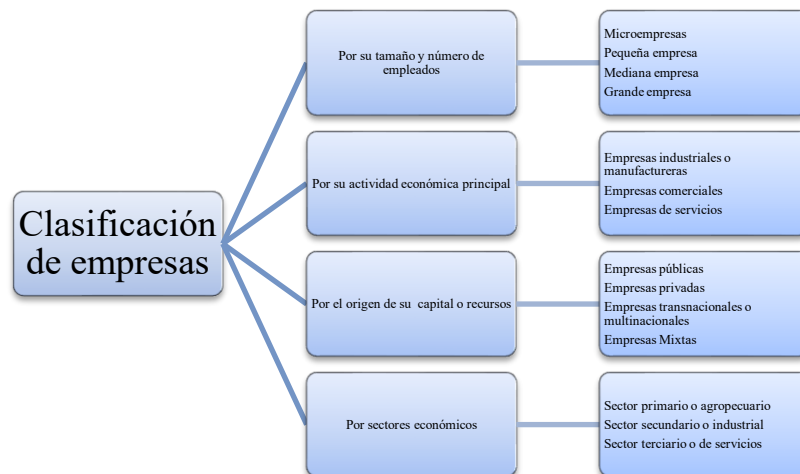 Clasificación
de empresas
Por su tamaño y número de
empleados
Microempresas
Pequeña empresa
Mediana empresa
Grande empresa
Por su actividad económica principal
Empresas industriales o
manufactureras
Empresas comerciales
Empresas de servicios
Por el origen de su capital o recursos
Empresas públicas
Empresas privadas
Empresas transnacionales o
multinacionales
Empresas Mixtas
Por sectores económicos
Sector primario o agropecuario
Sector secundario o industrial
Sector terciario o de servicios